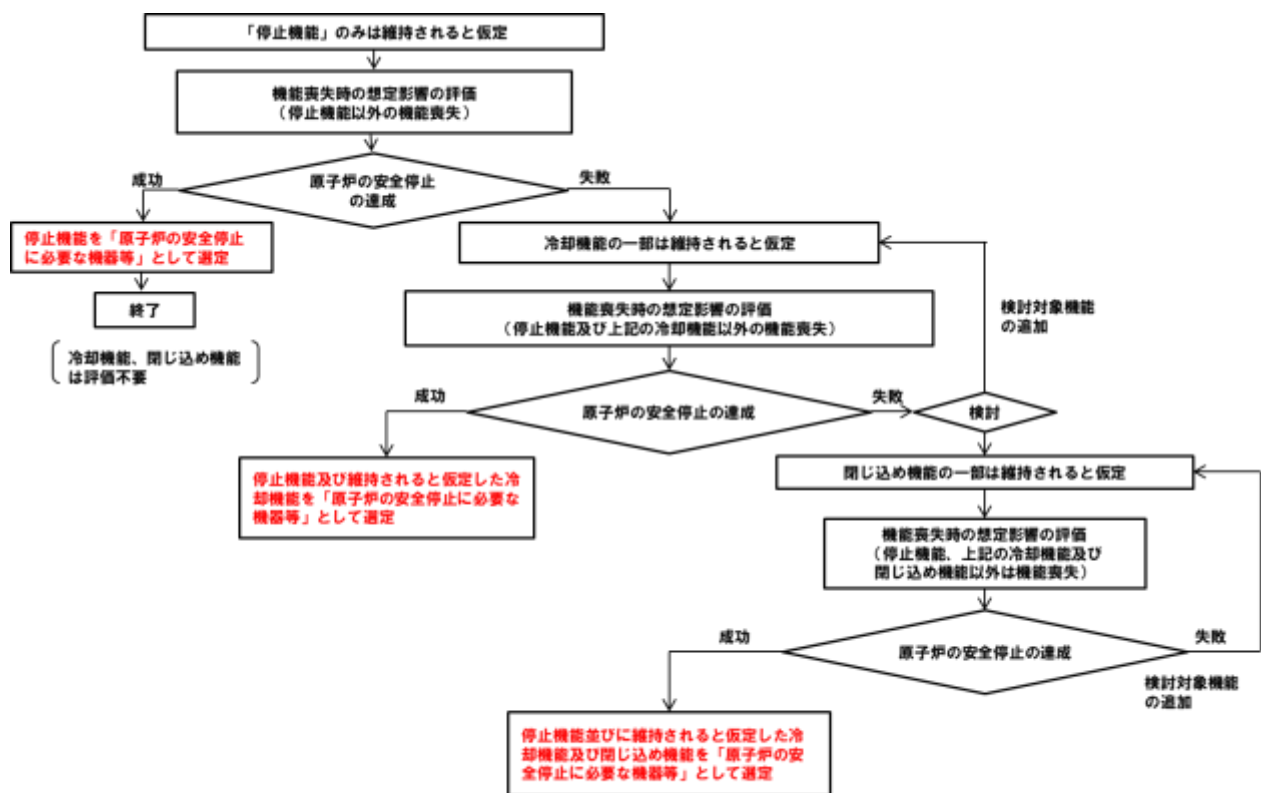 「停止機能」のみは維持されると仮定
機能喪失時の想定影響の評価
(停止機能以外の機能喪失)
成功
原子炉の安全停止
の達成
失敗
停止機能を「原子炉の安全停止
に必要な機器等」として選定
冷却機能の一部は維持されると仮定
終了
機能喪失時の想定影響の評価
(停止機能及び上記の冷却機能以外の機能喪失)
検討対象機能
の追加
冷却機能、閉じ込め機能
は評価不要
成功
原子炉の安全停止の達成
失敗
検討
停止機能及び維持されると仮定した冷
却機能を「原子炉の安全停止に必要な
機器等」として選定
閉じ込め機能の一部は維持されると仮定
機能喪失時の想定影響の評価
(停止機能、上記の冷却機能及び
閉じ込め機能以外は機能喪失)
成功
原子炉の安全停止の達成
失敗
検討対象機能
の追加
停止機能並びに維持されると仮定した冷
却機能及び閉じ込め機能を「原子炉の安
全停止に必要な機器等」として選定